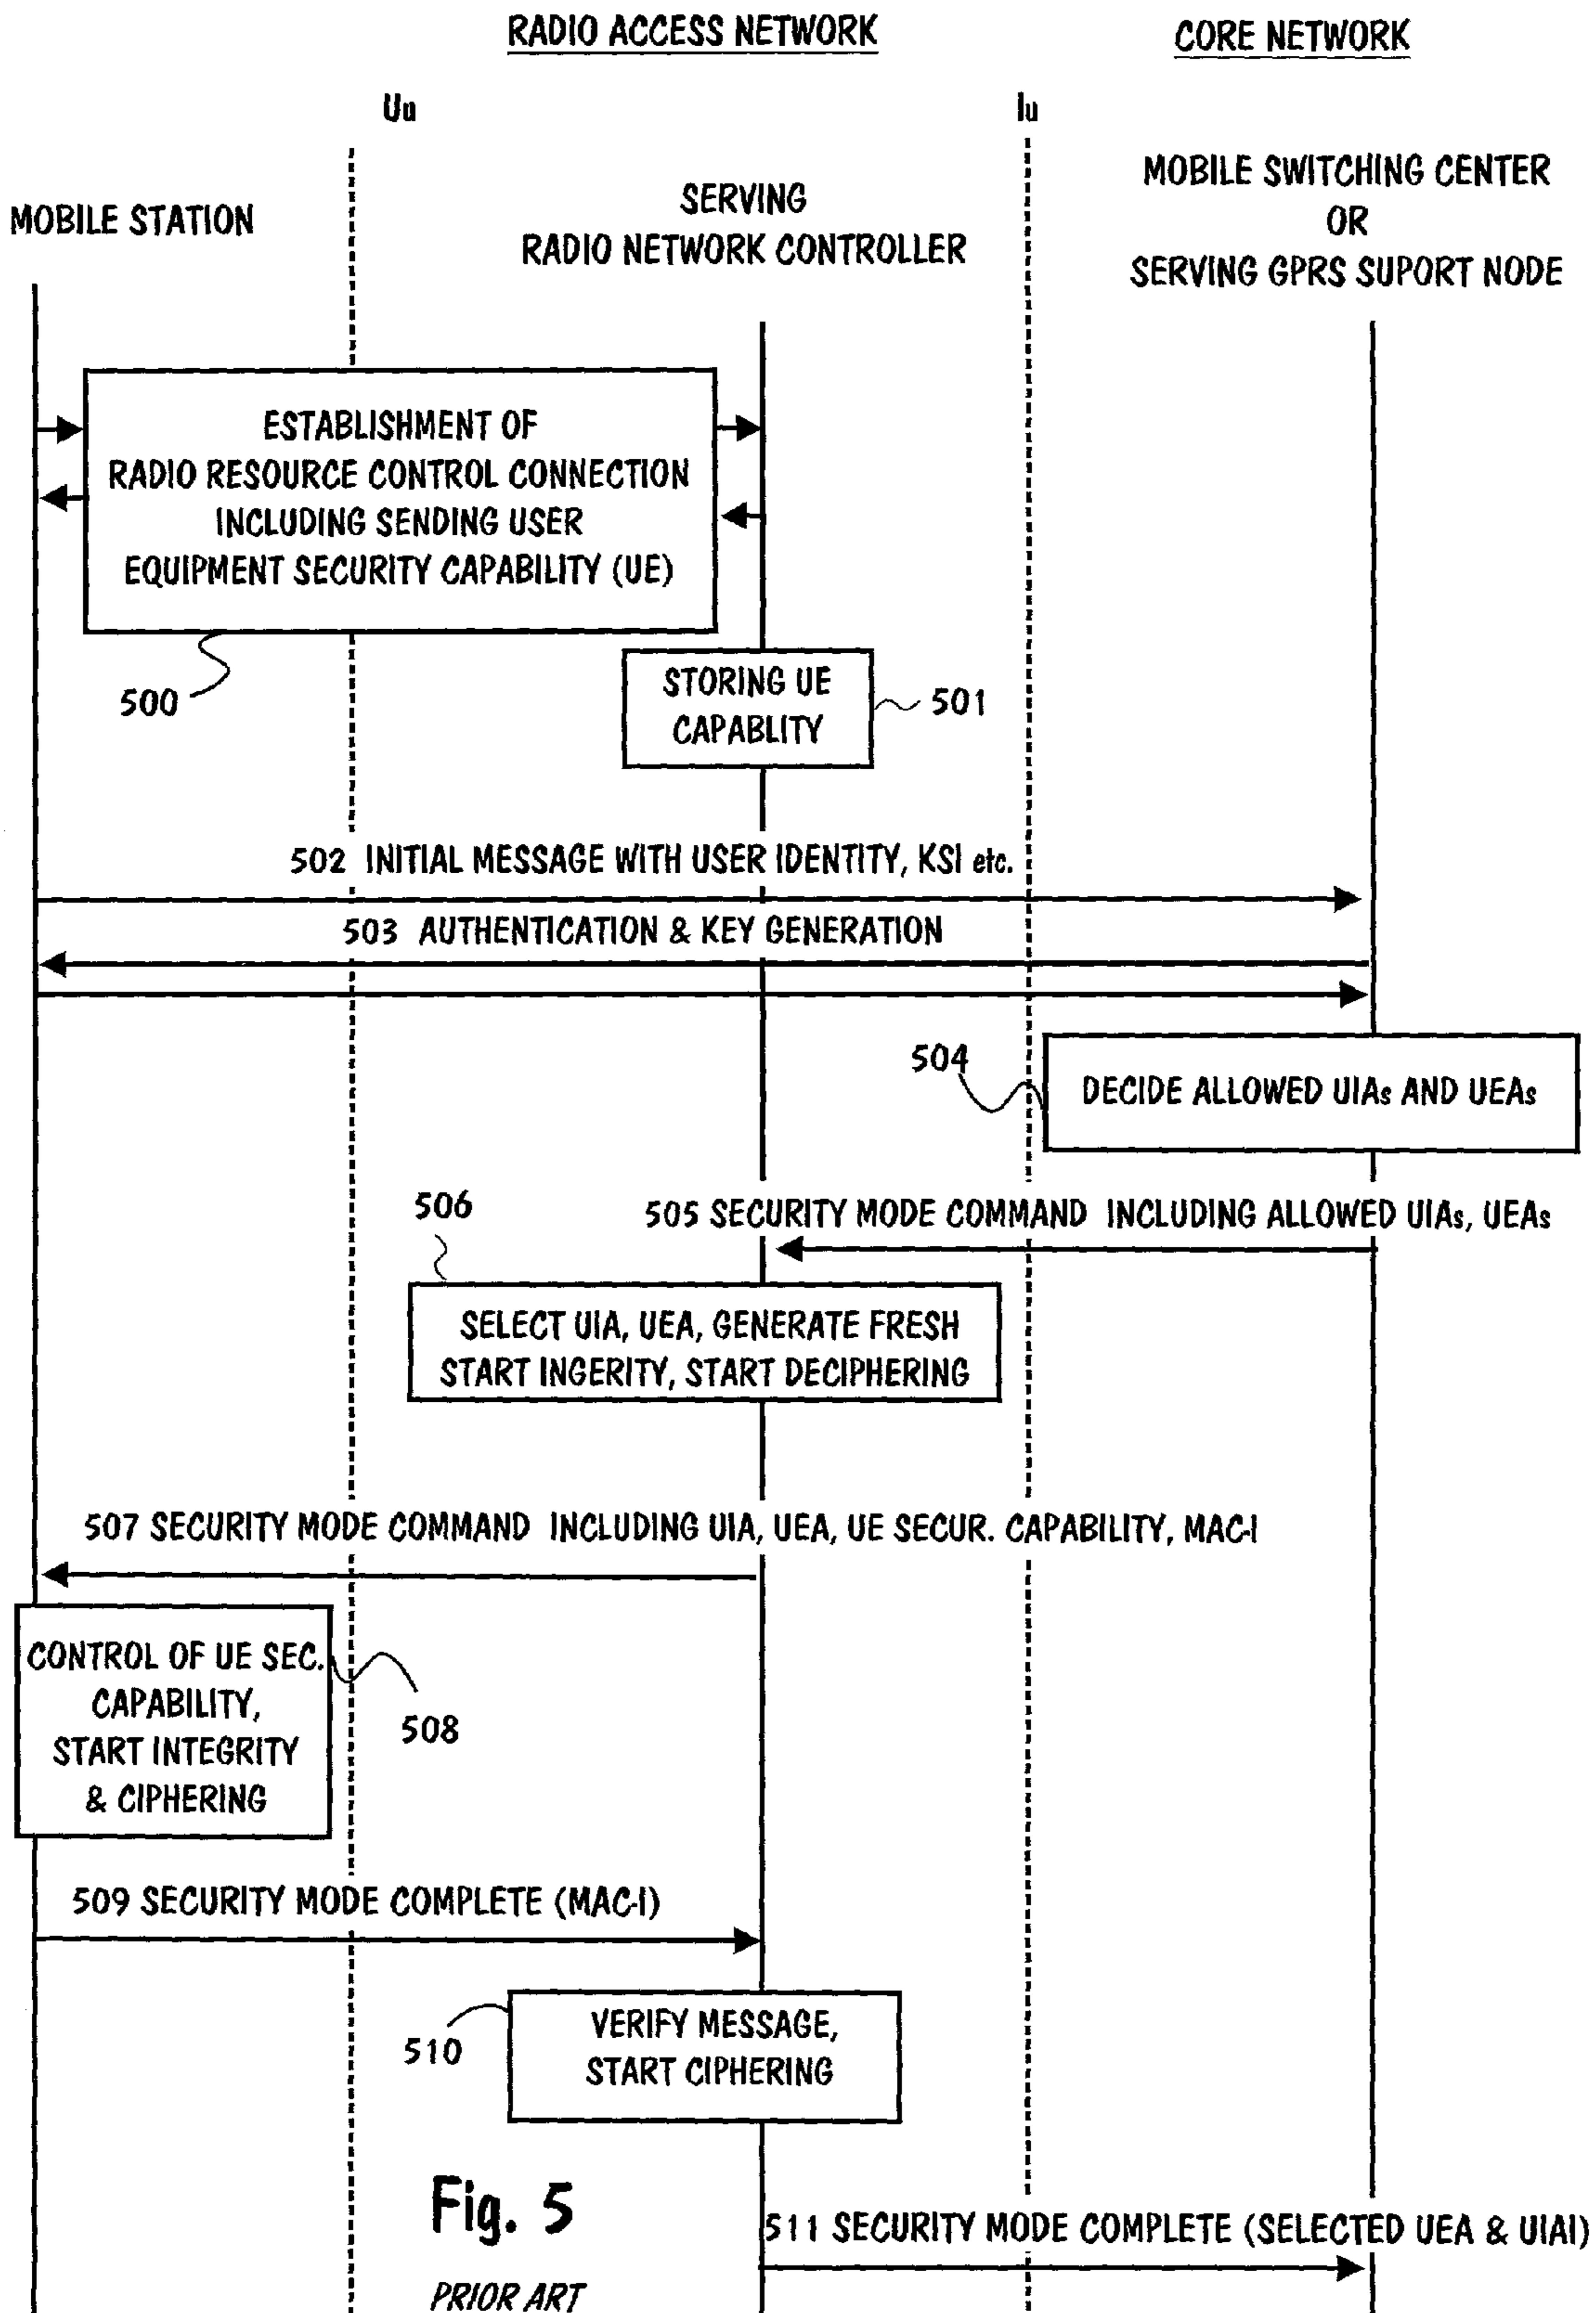 RADIO ACCESS NETWORK
CORE NETWORK
Uu
Iu
MOBILE STATION
SERVING
RADIO NETWORK CONTROLLER
MOBILE SWITCHING CENTER
OR
SERVING GPRS SUPORT NODE
ESTABLISHMENT OF
RADIO RESOURCE CONTROL CONNECTION
INCLUDING SENDING USER
EQUIPMENT SECURITY CAPABILITY (UE)
500
STORING UE
CAPABLITY
501
502 INITIAL MESSAGE WITH USER IDENTITY, KSI etc.
503 AUTHENTICATION & KEY GENERATION
504
DECIDE ALLOWED UIAs AND UEAs
505 SECURITY MODE COMMAND INCLUDING ALLOWED UIAs, UEAs
506
SELECT UIA, UEA, GENERATE FRESH
START INGERITY, START DECIPHERING
507 SECURITY MODE COMMAND INCLUDING UIA, UEA, UE SECUR. CAPABILITY, MAC-I
CONTROL OF UE SEC.
CAPABILITY,
START INTEGRITY
& CIPHERING
508
509 SECURITY MODE COMPLETE (MAC-I)
VERIFY MESSAGE,
START CIPHERING
510
511 SECURITY MODE COMPLETE (SELECTED UEA & UIAI)
Fig. 5
PRIOR ART